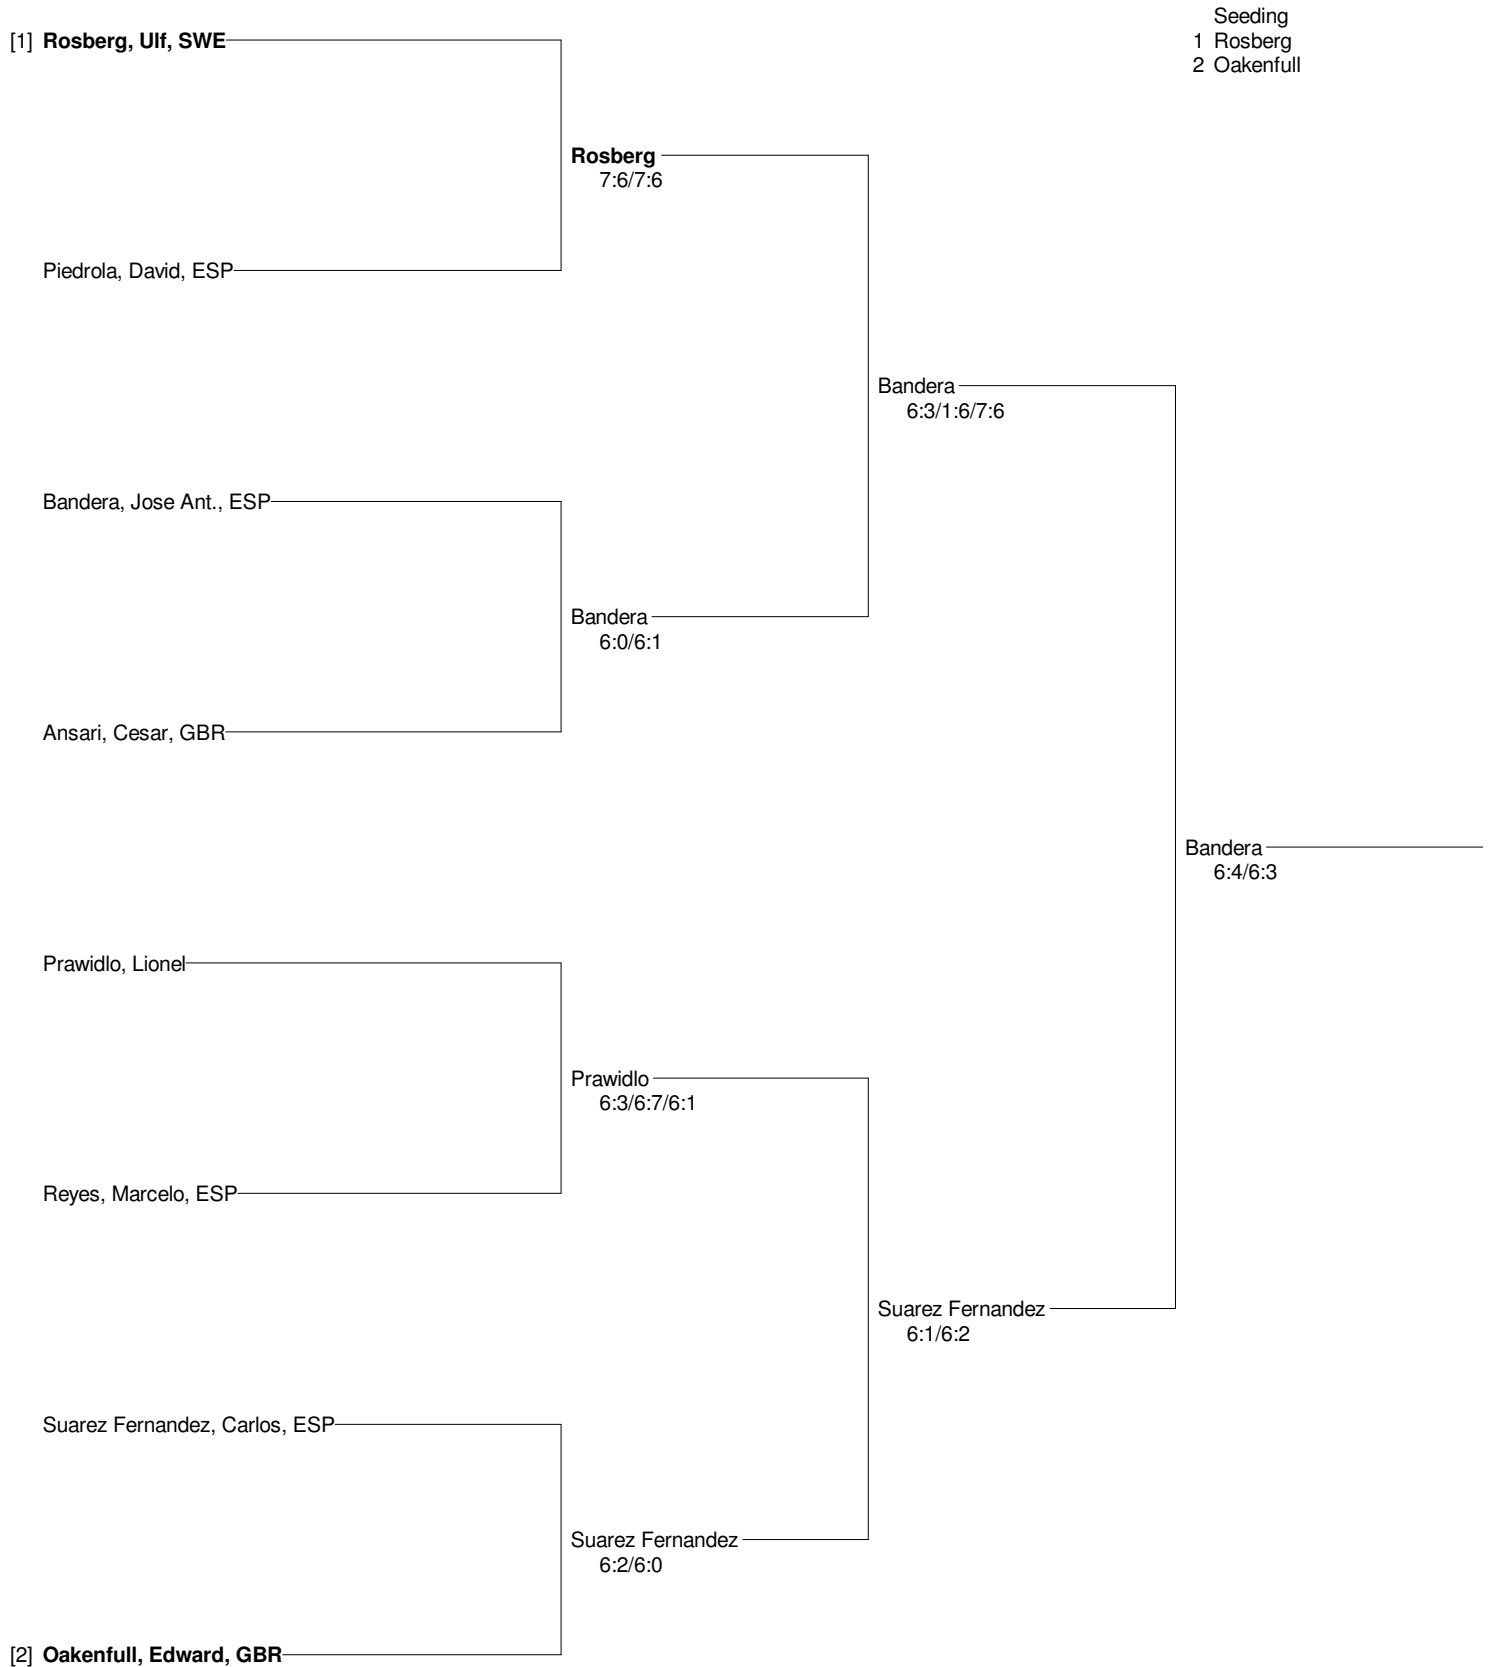 Seeding
1 Rosberg
2 Oakenfull
[1] Rosberg, Ulf, SWE
Rosberg
7:6/7:6
Piedrola, David, ESP
Bandera
6:3/1:6/7:6
Bandera, Jose Ant., ESP
Bandera
6:0/6:1
Ansari, Cesar, GBR
Bandera
6:4/6:3
Prawidlo, Lionel
Prawidlo
6:3/6:7/6:1
Reyes, Marcelo, ESP
Suarez Fernandez
6:1/6:2
Suarez Fernandez, Carlos, ESP
Suarez Fernandez
6:2/6:0
[2] Oakenfull, Edward, GBR